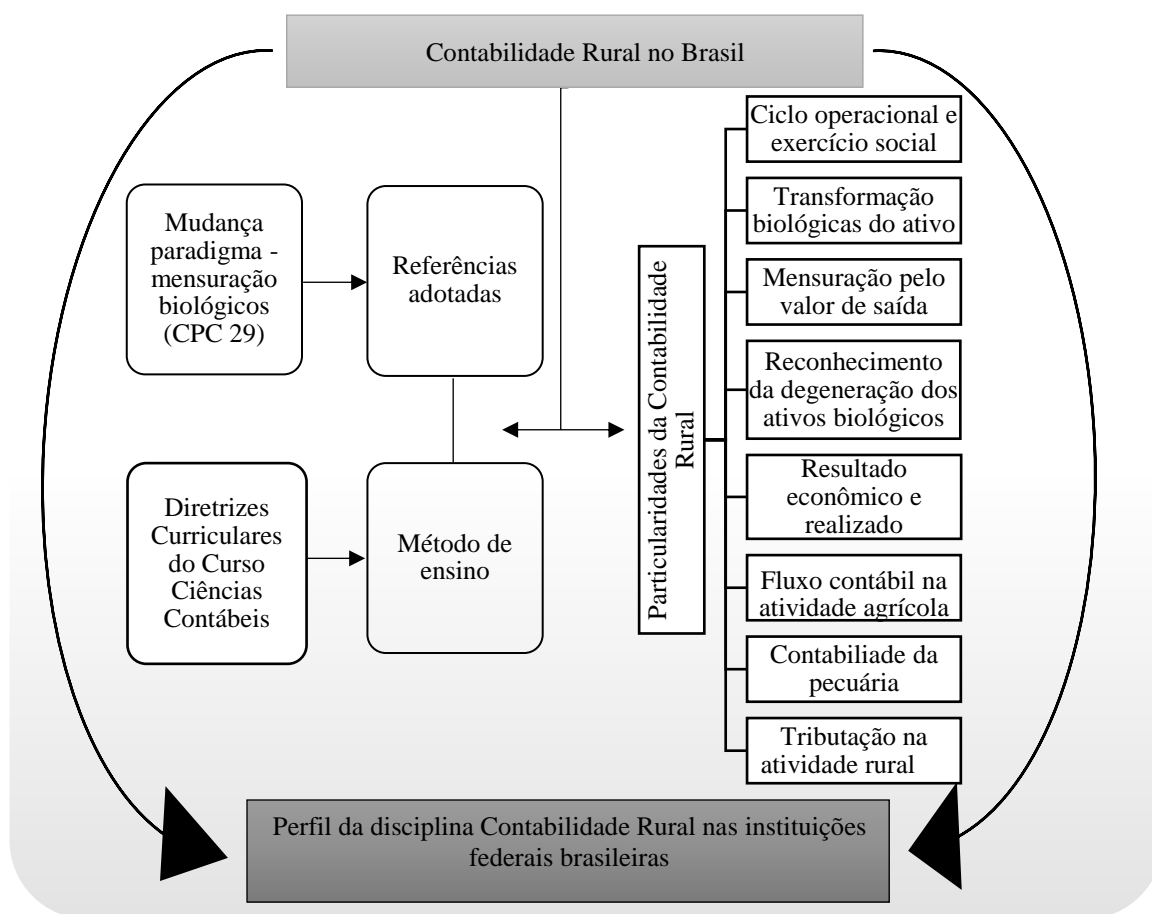 Contabilidade Rural no Brasil
Mudança
paradigma -
mensuração
biológicos
(CPC 29)
Referências
adotadas
Diretrizes
Curriculares
do Curso
Ciências
Contábeis
Método de
ensino
Particularidades da Contabilidade
Rural
Ciclo operacional e
exercício social
Transformação
biológicas do ativo
Mensuração pelo
valor de saída
Reconhecimento
da degeneração dos
ativos biológicos
Resultado
econômico e
realizado
Fluxo contábil na
atividade agrícola
Contabiliade da
pecuária
Tributação na
atividade rural
Perfil da disciplina Contabilidade Rural nas instituições
federais brasileiras